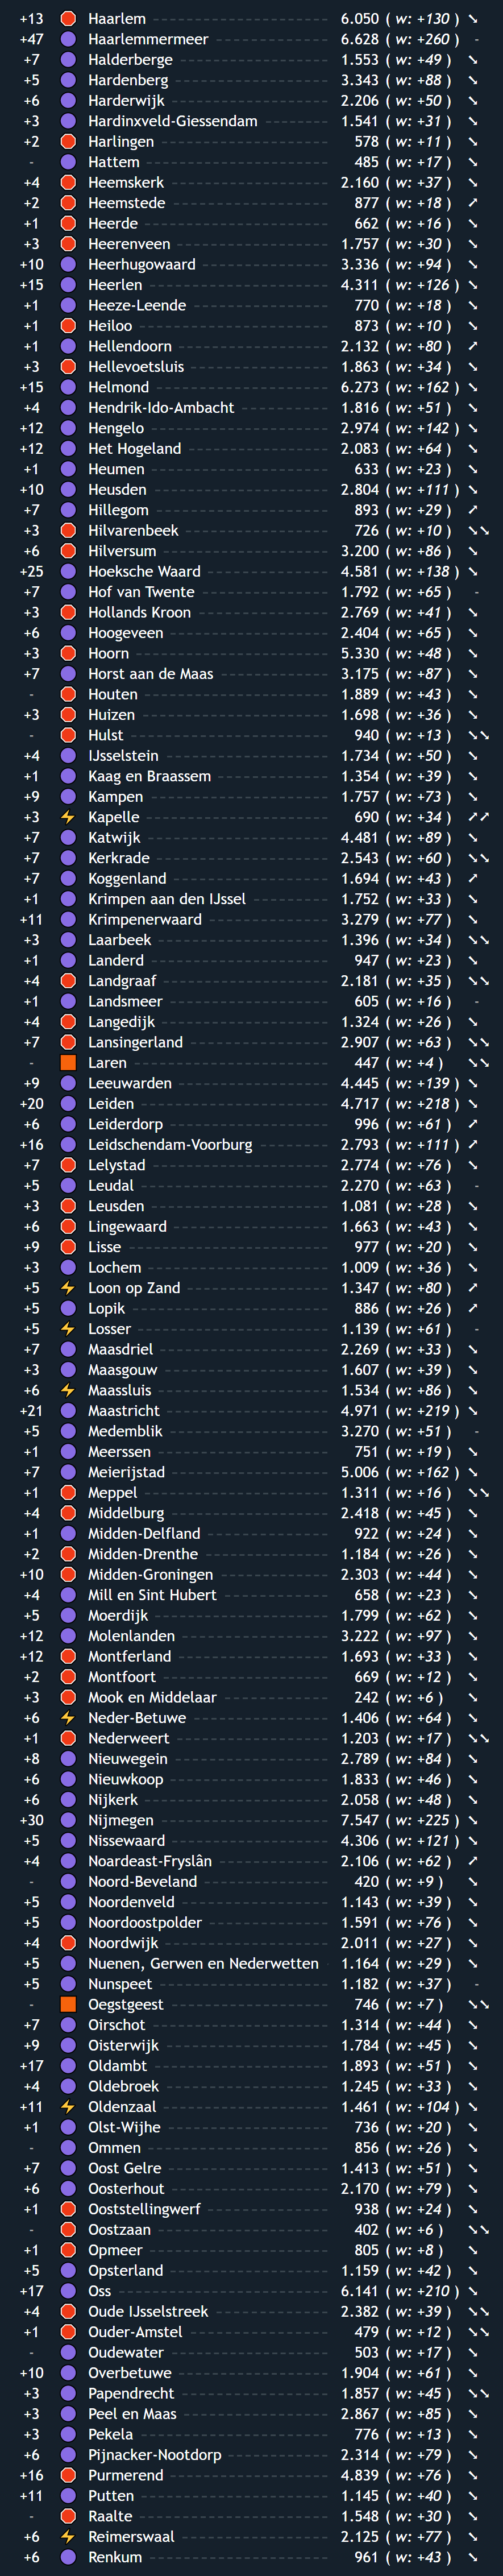 +13 Haarlem 6.050 ( w: +130 ) ↘
+47 Haarlemmermeer 6.628 ( w: +260 ) -
+7 Halderberge 1.553 ( w: +49 ) ↘
+5 Hardenberg 3.343 ( w: +88 ) ↘
+6 Harderwijk 2.206 ( w: +50 ) ↘
+3 Hardinxveld-Giessendam 1.541 ( w: +31 ) ↘
+2 Harlingen 578 ( w: +11 ) ↘
- Hattem 485 ( w: +17 ) ↘
+4 Heemskerk 2.160 ( w: +37 ) ↘
+2 Heemstede 877 ( w: +18 ) ↗
+1 Heerde 662 ( w: +16 ) ↘
+3 Heerenveen 1.757 ( w: +30 ) ↘
+10 Heerhugowaard 3.336 ( w: +94 ) ↘
+15 Heerlen 4.311 ( w: +126 ) ↘
+1 Heeze-Leende 770 ( w: +18 ) ↘
+1 Heiloo 873 ( w: +10 ) ↘
+1 Hellendoorn 2.132 ( w: +80 ) ↗
+3 Hellevoetsluis 1.863 ( w: +34 ) ↘
+15 Helmond 6.273 ( w: +162 ) ↘
+4 Hendrik-Ido-Ambacht 1.816 ( w: +51 ) ↘
+12 Hengelo 2.974 ( w: +142 ) ↘
+12 Het Hogeland 2.083 ( w: +64 ) ↘
+1 Heumen 633 ( w: +23 ) ↘
+10 Heusden 2.804 ( w: +111 ) ↘
+7 Hillegom 893 ( w: +29 ) ↗
+3 Hilvarenbeek 726 ( w: +10 ) ↘↘
+6 Hilversum 3.200 ( w: +86 ) ↘
+25 Hoeksche Waard 4.581 ( w: +138 ) ↘
+7 Hof van Twente 1.792 ( w: +65 ) -
+3 Hollands Kroon 2.769 ( w: +41 ) ↘
+6 Hoogeveen 2.404 ( w: +65 ) ↘
+3 Hoorn 5.330 ( w: +48 ) ↘
+7 Horst aan de Maas 3.175 ( w: +87 ) ↘
- Houten 1.889 ( w: +43 ) ↘
+3 Huizen 1.698 ( w: +36 ) ↘
- Hulst 940 ( w: +13 ) ↘↘
+4 IJsselstein 1.734 ( w: +50 ) ↘
+1 Kaag en Braassem 1.354 ( w: +39 ) ↘
+9 Kampen 1.757 ( w: +73 ) ↘
+3 Kapelle 690 ( w: +34 ) ↗↗
+7 Katwijk 4.481 ( w: +89 ) ↘
+7 Kerkrade 2.543 ( w: +60 ) ↘↘
+7 Koggenland 1.694 ( w: +43 ) ↗
+1 Krimpen aan den IJssel 1.752 ( w: +33 ) ↘
+11 Krimpenerwaard 3.279 ( w: +77 ) ↘
+3 Laarbeek 1.396 ( w: +34 ) ↘↘
+1 Landerd 947 ( w: +23 ) ↘
+4 Landgraaf 2.181 ( w: +35 ) ↘↘
+1 Landsmeer 605 ( w: +16 ) -
+4 Langedijk 1.324 ( w: +26 ) ↘
+7 Lansingerland 2.907 ( w: +63 ) ↘↘
- Laren 447 ( w: +4 ) ↘↘
+9 Leeuwarden 4.445 ( w: +139 ) ↘
+20 Leiden 4.717 ( w: +218 ) ↘
+6 Leiderdorp 996 ( w: +61 ) ↗
+16 Leidschendam-Voorburg 2.793 ( w: +111 ) ↗
+7 Lelystad 2.774 ( w: +76 ) ↘
+5 Leudal 2.270 ( w: +63 ) -
+3 Leusden 1.081 ( w: +28 ) ↘
+6 Lingewaard 1.663 ( w: +43 ) ↘
+9 Lisse 977 ( w: +20 ) ↘
+3 Lochem 1.009 ( w: +36 ) ↘
+5 Loon op Zand 1.347 ( w: +80 ) ↗
+5 Lopik 886 ( w: +26 ) ↗
+5 Losser 1.139 ( w: +61 ) -
+7 Maasdriel 2.269 ( w: +33 ) ↘
+3 Maasgouw 1.607 ( w: +39 ) ↘
+6 Maassluis 1.534 ( w: +86 ) ↘
+21 Maastricht 4.971 ( w: +219 ) ↘
+5 Medemblik 3.270 ( w: +51 ) -
+1 Meerssen 751 ( w: +19 ) ↘
+7 Meierijstad 5.006 ( w: +162 ) ↘
+1 Meppel 1.311 ( w: +16 ) ↘↘
+4 Middelburg 2.418 ( w: +45 ) ↘
+1 Midden-Delfland 922 ( w: +24 ) ↘
+2 Midden-Drenthe 1.184 ( w: +26 ) ↘
+10 Midden-Groningen 2.303 ( w: +44 ) ↘
+4 Mill en Sint Hubert 658 ( w: +23 ) ↘
+5 Moerdijk 1.799 ( w: +62 ) ↘
+12 Molenlanden 3.222 ( w: +97 ) ↘
+12 Montferland 1.693 ( w: +33 ) ↘
+2 Montfoort 669 ( w: +12 ) ↘
+3 Mook en Middelaar 242 ( w: +6 ) ↘
+6 Neder-Betuwe 1.406 ( w: +64 ) ↘
+1 Nederweert 1.203 ( w: +17 ) ↘↘
+8 Nieuwegein 2.789 ( w: +84 ) ↘
+6 Nieuwkoop 1.833 ( w: +46 ) ↘
+6 Nijkerk 2.058 ( w: +48 ) ↘
+30 Nijmegen 7.547 ( w: +225 ) ↘
+5 Nissewaard 4.306 ( w: +121 ) ↘
+4 Noardeast-Fryslân 2.106 ( w: +62 ) ↗
- Noord-Beveland 420 ( w: +9 ) ↘
+5 Noordenveld 1.143 ( w: +39 ) ↘
+5 Noordoostpolder 1.591 ( w: +76 ) ↘
+4 Noordwijk 2.011 ( w: +27 ) ↘
+5 Nuenen, Gerwen en Nederwetten 1.164 ( w: +29 ) ↘
+5 Nunspeet 1.182 ( w: +37 ) -
- Oegstgeest 746 ( w: +7 ) ↘↘
+7 Oirschot 1.314 ( w: +44 ) ↘
+9 Oisterwijk 1.784 ( w: +45 ) ↘
+17 Oldambt 1.893 ( w: +51 ) ↘
+4 Oldebroek 1.245 ( w: +33 ) ↘
+11 Oldenzaal 1.461 ( w: +104 ) ↘
+1 Olst-Wijhe 736 ( w: +20 ) ↘
- Ommen 856 ( w: +26 ) ↘
+7 Oost Gelre 1.413 ( w: +51 ) ↘
+6 Oosterhout 2.170 ( w: +79 ) ↘
+1 Ooststellingwerf 938 ( w: +24 ) ↘
- Oostzaan 402 ( w: +6 ) ↘↘
+1 Opmeer 805 ( w: +8 ) ↘
+5 Opsterland 1.159 ( w: +42 ) ↘
+17 Oss 6.141 ( w: +210 ) ↘
+4 Oude IJsselstreek 2.382 ( w: +39 ) ↘↘
+1 Ouder-Amstel 479 ( w: +12 ) ↘↘
- Oudewater 503 ( w: +17 ) ↘
+10 Overbetuwe 1.904 ( w: +61 ) ↘
+3 Papendrecht 1.857 ( w: +45 ) ↘↘
+3 Peel en Maas 2.867 ( w: +85 ) ↘
+3 Pekela 776 ( w: +13 ) ↘
+6 Pijnacker-Nootdorp 2.314 ( w: +79 ) ↘
+16 Purmerend 4.839 ( w: +76 ) ↘
+11 Putten 1.145 ( w: +40 ) ↘
- Raalte 1.548 ( w: +30 ) ↘
+6 Reimerswaal 2.125 ( w: +77 ) ↘
+6 Renkum 961 ( w: +43 ) ↘